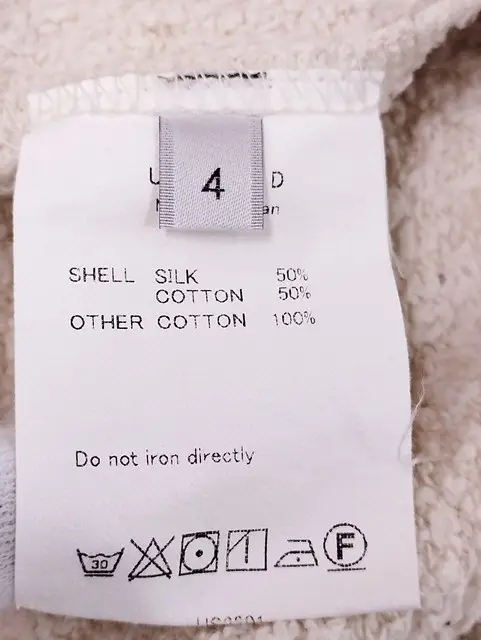 4
SHELL SILK 50%
COTTON 50%
OTHER COTTON 100%
Do not iron directly
30
F